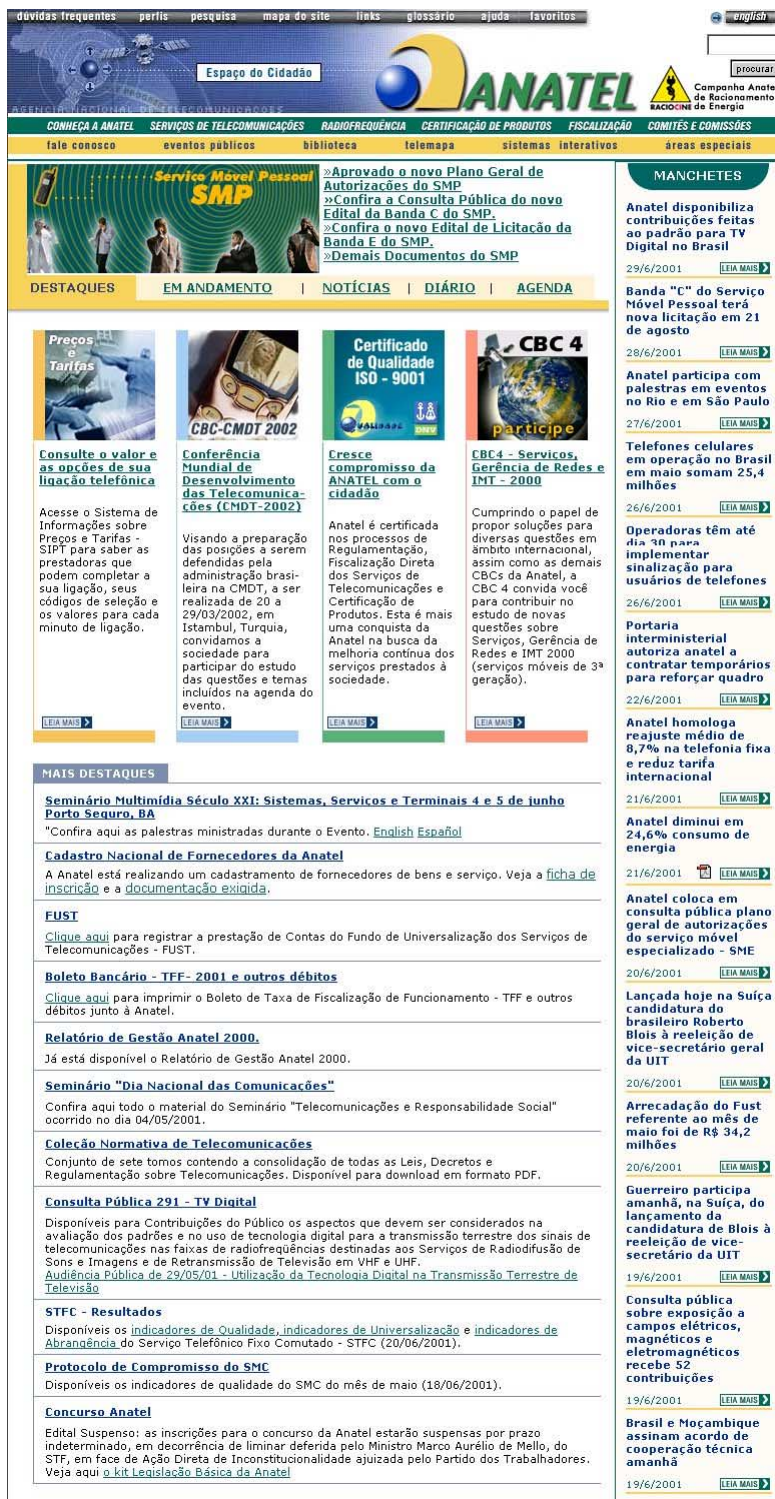 dúvidas frequentes perfis pesquisa mapa do site links glossário ajuda favoritos
english
Espaço do Cidadão
ANATEL
AGENCIA NACIONAL DE TELECOMUNICACOES
procurar
RACIOCINE
Campanha Anate
de Racionamento
de Energia
CONHEÇA A ANATEL SERVIÇOS DE TELECOMUNICAÇÕES RADIOFREQUÊNCIA CERTIFICAÇÃO DE PRODUTOS FISCALIZAÇÃO COMITÊS E COMISSÕES
fale conosco eventos públicos biblioteca telemapa sistemas interativos áreas especiais
Serviço Móvel Pessoal
SMP
»Aprovado o novo Plano Geral de
Autorizações do SMP
»Confira a Consulta Pública do novo
Edital da Banda C do SMP.
»Confira o novo Edital de Licitação da
Banda E do SMP.
»Demais Documentos do SMP
DESTAQUES EM ANDAMENTO | NOTÍCIAS | DIÁRIO | AGENDA
Preços
e
Tarifas
Consulte o valor e
as opções de sua
ligação telefônica
Acesse o Sistema de
Informações sobre
Preços e Tarifas -
SIPT para saber as
prestadoras que
podem completar a
sua ligação, seus
códigos de seleção e
os valores para cada
minuto de ligação.
LEIA MAIS
CBC-CMDT 2002
Conferência
Mundial de
Desenvolvimento
das Telecomunica-
ções (CMDT-2002)
Visando a preparação
das posições a serem
defendidas pela
administração brasi-
leira na CMDT, a ser
realizada de 20 a
29/03/2002, em
Istambul, Turquia,
convidamos a
sociedade para
participar do estudo
das questões e temas
incluídos na agenda do
evento.
LEIA MAIS
Certificado
de Qualidade
ISO - 9001
QUALIDADE
DNV
Cresce
compromisso da
ANATEL com o
cidadão
Anatel é certificada
nos processos de
Regulamentação,
Fiscalização Direta
dos Serviços de
Telecomunicações e
Certificação de
Produtos. Esta é mais
uma conquista da
Anatel na busca da
melhoria contínua dos
serviços prestados à
sociedade.
LEIA MAIS
CBC 4
participe
CBC4 - Serviços,
Gerência de Redes e
IMT - 2000
Cumprindo o papel de
propor soluções para
diversas questões em
âmbito internacional,
assim como as demais
CBCs da Anatel, a
CBC 4 convida você
para contribuir no
estudo de novas
questões sobre
Serviços, Gerência de
Redes e IMT 2000
(serviços móveis de 3ª
geração).
LEIA MAIS
MAIS DESTAQUES
Seminário Multimídia Século XXI: Sistemas, Serviços e Terminais 4 e 5 de junho
Porto Seguro, BA
"Confira aqui as palestras ministradas durante o Evento. English Español
Cadastro Nacional de Fornecedores da Anatel
A Anatel está realizando um cadastramento de fornecedores de bens e serviço. Veja a ficha de
inscrição e a documentação exigida.
FUST
Clique aqui para registrar a prestação de Contas do Fundo de Universalização dos Serviços de
Telecomunicações - FUST.
Boleto Bancário - TFF- 2001 e outros débitos
Clique aqui para imprimir o Boleto de Taxa de Fiscalização de Funcionamento - TFF e outros
débitos junto à Anatel.
Relatório de Gestão Anatel 2000.
Já está disponível o Relatório de Gestão Anatel 2000.
Seminário "Dia Nacional das Comunicações"
Confira aqui todo o material do Seminário "Telecomunicações e Responsabilidade Social"
ocorrido no dia 04/05/2001.
Coleção Normativa de Telecomunicações
Conjunto de sete tomos contendo a consolidação de todas as Leis, Decretos e
Regulamentação sobre Telecomunicações. Disponível para download em formato PDF.
Consulta Pública 291 - TV Digital
Disponíveis para Contribuições do Público os aspectos que devem ser considerados na
avaliação dos padrões e no uso de tecnologia digital para a transmissão terrestre dos sinais de
telecomunicações nas faixas de radiofreqüências destinadas aos Serviços de Radiodifusão de
Sons e Imagens e de Retransmissão de Televisão em VHF e UHF.
Audiência Pública de 29/05/01 - Utilização da Tecnologia Digital na Transmissão Terrestre de
Televisão
STFC - Resultados
Disponíveis os indicadores de Qualidade, indicadores de Universalização e indicadores de
Abrangência do Serviço Telefônico Fixo Comutado - STFC (20/06/2001).
Protocolo de Compromisso do SMC
Disponíveis os indicadores de qualidade do SMC do mês de maio (18/06/2001).
Concurso Anatel
Edital Suspenso: as inscrições para o concurso da Anatel estarão suspensas por prazo
indeterminado, em decorrência de liminar deferida pelo Ministro Marco Aurélio de Mello, do
STF, em face de Ação Direta de Inconstitucionalidade ajuizada pelo Partido dos Trabalhadores.
Veja aqui o kit Legislação Básica da Anatel
MANCHETES
Anatel disponibiliza
contribuições feitas
ao padrão para TV
Digital no Brasil
29/6/2001 LEIA MAIS
Banda "C" do Serviço
Móvel Pessoal terá
nova licitação em 21
de agosto
28/6/2001 LEIA MAIS
Anatel participa com
palestras em eventos
no Rio e em São Paulo
27/6/2001 LEIA MAIS
Telefones celulares
em operação no Brasil
em maio somam 25,4
milhões
26/6/2001 LEIA MAIS
Operadoras têm até
dia 30 para
implementar
sinalização para
usuários de telefones
26/6/2001 LEIA MAIS
Portaria
interministerial
autoriza anatel a
contratar temporários
para reforçar quadro
22/6/2001 LEIA MAIS
Anatel homologa
reajuste médio de
8,7% na telefonia fixa
e reduz tarifa
internacional
21/6/2001 LEIA MAIS
Anatel diminui em
24,6% consumo de
energia
21/6/2001 LEIA MAIS
Anatel coloca em
consulta pública plano
geral de autorizações
do serviço móvel
especializado - SME
20/6/2001 LEIA MAIS
Lançada hoje na Suíça
candidatura do
brasileiro Roberto
Blois à reeleição de
vice-secretário geral
da UIT
20/6/2001 LEIA MAIS
Arrecadação do Fust
referente ao mês de
maio foi de R$ 34,2
milhões
20/6/2001 LEIA MAIS
Guerreiro participa
amanhã, na Suíça, do
lançamento da
candidatura de Blois à
reeleição de vice-
secretário da UIT
19/6/2001 LEIA MAIS
Consulta pública
sobre exposição a
campos elétricos,
magnéticos e
eletromagnéticos
recebe 52
contribuições
19/6/2001 LEIA MAIS
Brasil e Moçambique
assinam acordo de
cooperação técnica
amanhã
19/6/2001 LEIA MAIS